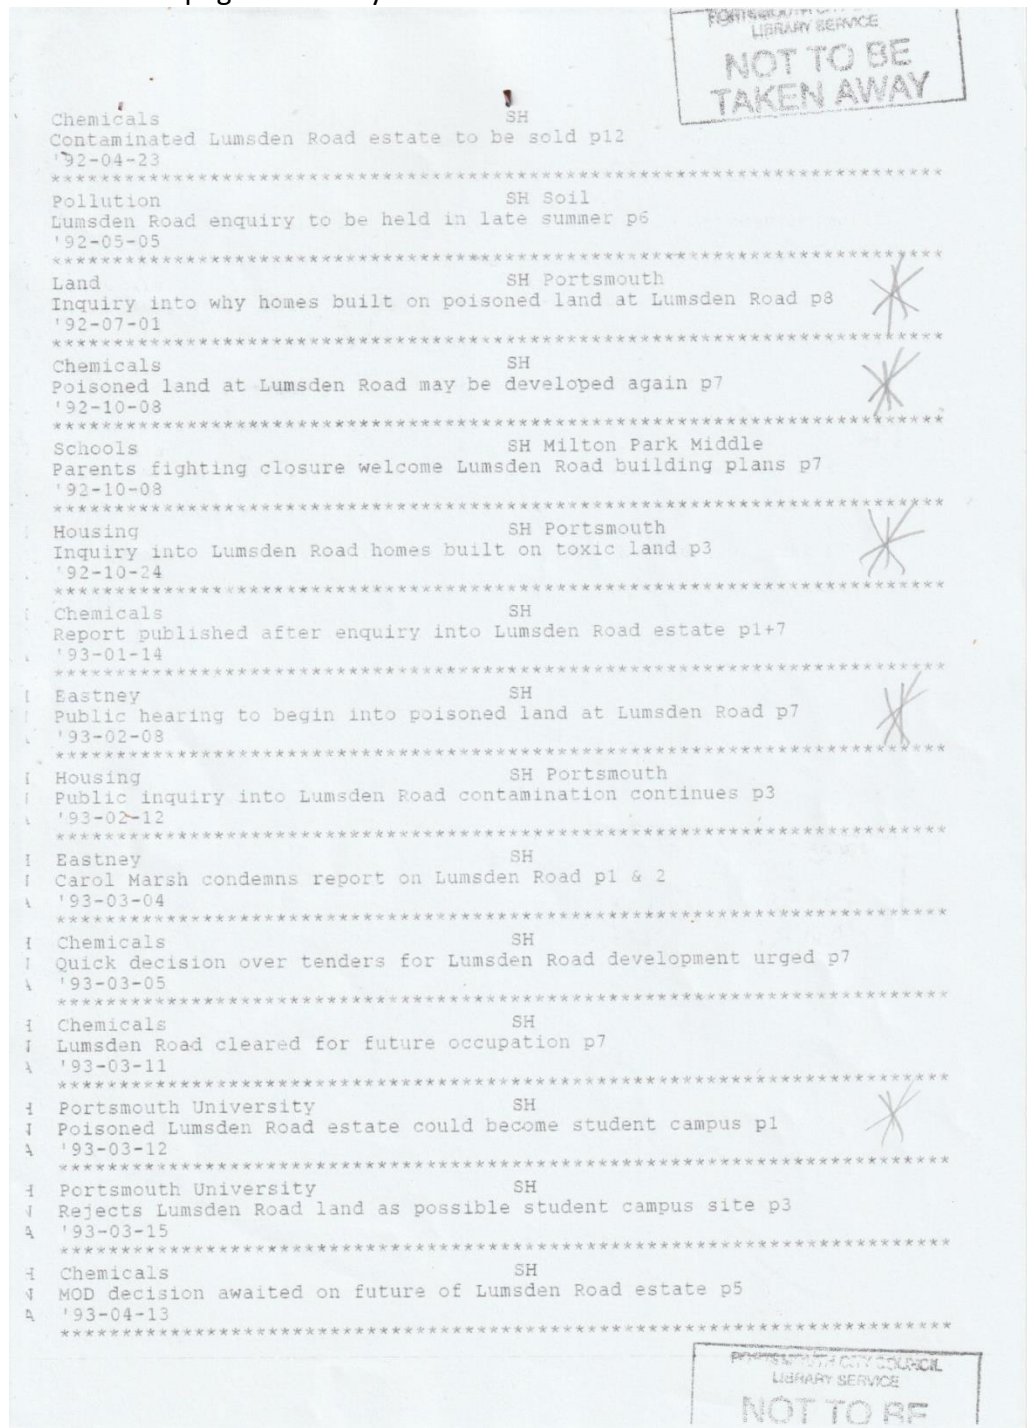 LIBRARY SERVICE
NOT TO BE
TAKEN AWAY
Chemicals SH
Contaminated Lumsden Road estate to be sold p12
'92-04-23
*************************************************************************
Pollution SH Soil
Lumsden Road enquiry to be held in late summer p6
'92-05-05
*************************************************************************
Land SH Portsmouth
Inquiry into why homes built on poisoned land at Lumsden Road p8
'92-07-01
*************************************************************************
Chemicals SH
Poisoned land at Lumsden Road may be developed again p7
'92-10-08
*************************************************************************
Schools SH Milton Park Middle
Parents fighting closure welcome Lumsden Road building plans p7
'92-10-08
*************************************************************************
Housing SH Portsmouth
Inquiry into Lumsden Road homes built on toxic land p3
'92-10-24
*************************************************************************
Chemicals SH
Report published after enquiry into Lumsden Road estate p1+7
'93-01-14
*************************************************************************
Eastney SH
Public hearing to begin into poisoned land at Lumsden Road p7
'93-02-08
*************************************************************************
Housing SH Portsmouth
Public inquiry into Lumsden Road contamination continues p3
'93-02-12
*************************************************************************
Eastney SH
Carol Marsh condemns report on Lumsden Road p1 & 2
'93-03-04
*************************************************************************
Chemicals SH
Quick decision over tenders for Lumsden Road development urged p7
'93-03-05
*************************************************************************
Chemicals SH
Lumsden Road cleared for future occupation p7
'93-03-11
*************************************************************************
Portsmouth University SH
Poisoned Lumsden Road estate could become student campus p1
'93-03-12
*************************************************************************
Portsmouth University SH
Rejects Lumsden Road land as possible student campus site p3
'93-03-15
*************************************************************************
Chemicals SH
MOD decision awaited on future of Lumsden Road estate p5
'93-04-13
*************************************************************************
PORTSMOUTH CITY COUNCIL
LIBRARY SERVICE
NOT TO BE